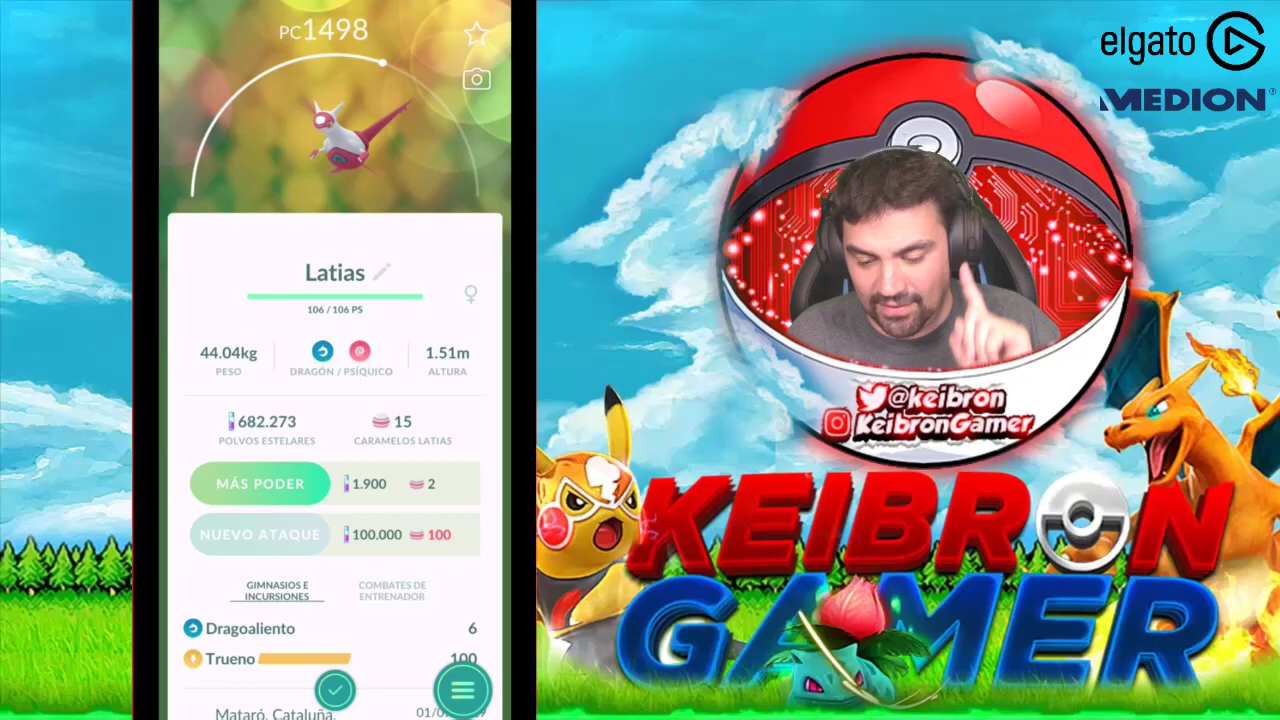 PC1498
Latias
106 / 106 PS
44.04kg
PESO
DRAGÓN / PSÍQUICO
1.51m
ALTURA
682.273
POLVOS ESTELARES
15
CARAMELOS LATIAS
MÁS PODER
1.900
2
NUEVO ATAQUE
100.000
100
GIMNASIOS E
INCURSIONES
COMBATES DE
ENTRENADOR
Dragoaliento
6
Trueno
100
Mataró, Cataluña,
elgato
MEDION
@keibron
KeibronGamer
KEIBRON
GAMER